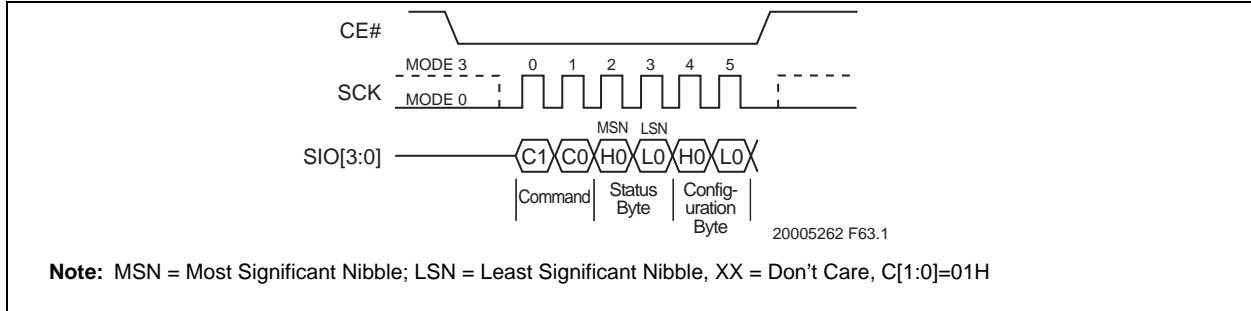 CE#
MODE 3
0 1 2 3 4 5
SCK
MODE 0
MSN LSN
SIO[3:0]
C1 C0 H0 L0 H0 L0
Command
Status
Byte
Config-
uration
Byte
20005262 F63.1
Note: MSN = Most Significant Nibble; LSN = Least Significant Nibble, XX = Don't Care, C[1:0]=01H